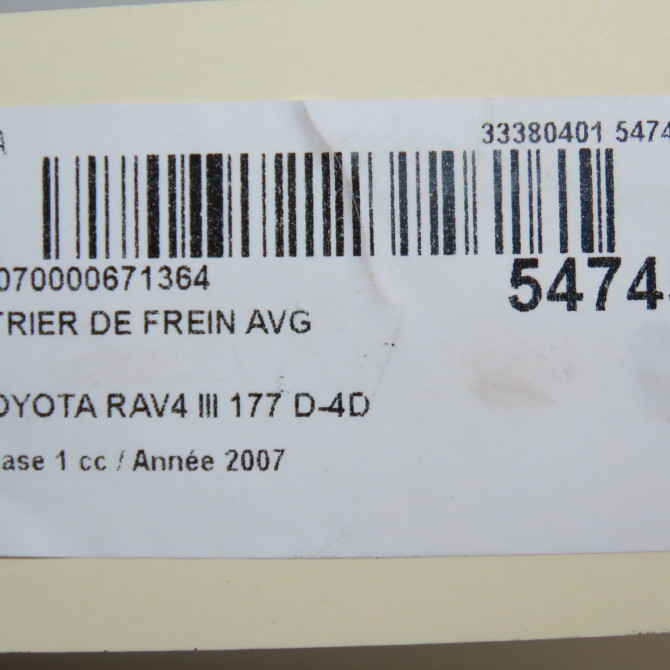 A
33380401 5474
070000671364
5474
TRIER DE FREIN AVG
OYOTA RAV4 III 177 D-4D
ase 1 cc / Année 2007